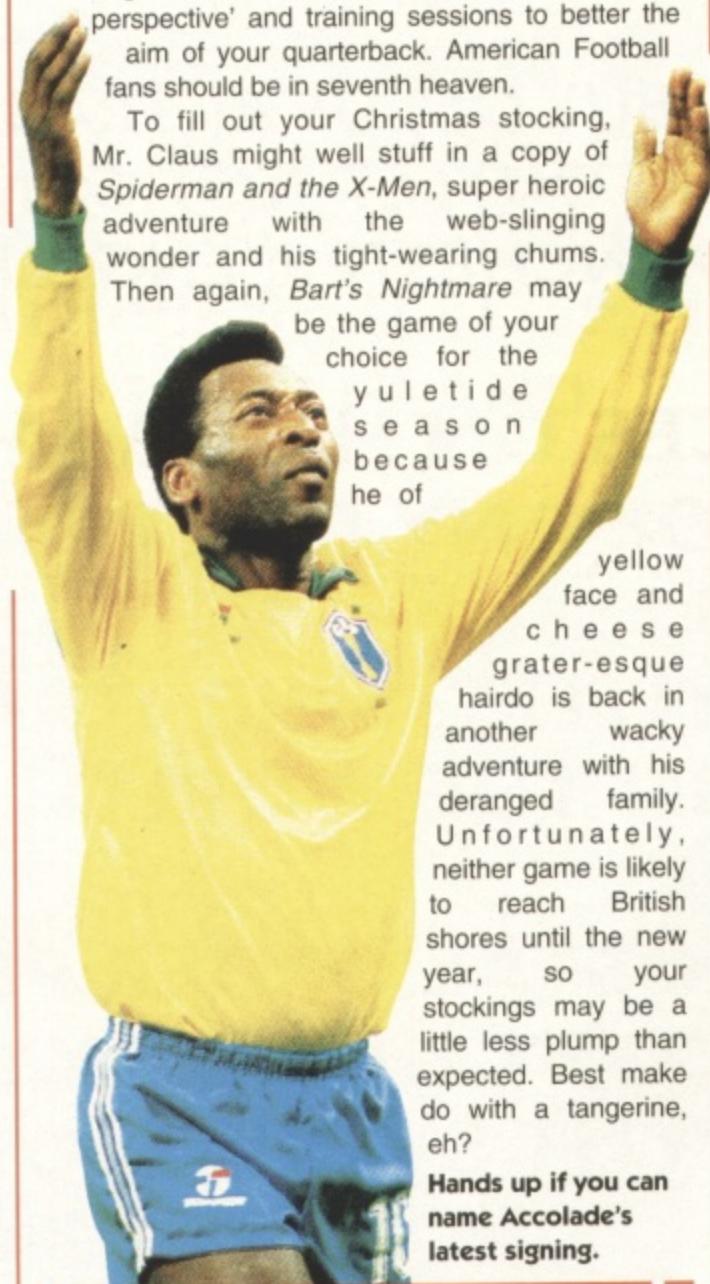 perspective' and training sessions to better the
aim of your quarterback. American Football
fans should be in seventh heaven.
To fill out your Christmas stocking,
Mr. Claus might well stuff in a copy of
Spiderman and the X-Men, super heroic
adventure with the web-slinging
wonder and his tight-wearing chums.
Then again, Bart's Nightmare may
be the game of your
choice for the
yuletide
season
because
he of
yellow
face and
cheese
grater-esque
hairdo is back in
another wacky
adventure with his
deranged family.
Unfortunately,
neither game is likely
to reach British
shores until the new
year, so your
stockings may be a
little less plump than
expected. Best make
do with a tangerine,
eh?
Hands up if you can
name Accolade's
latest signing.
10